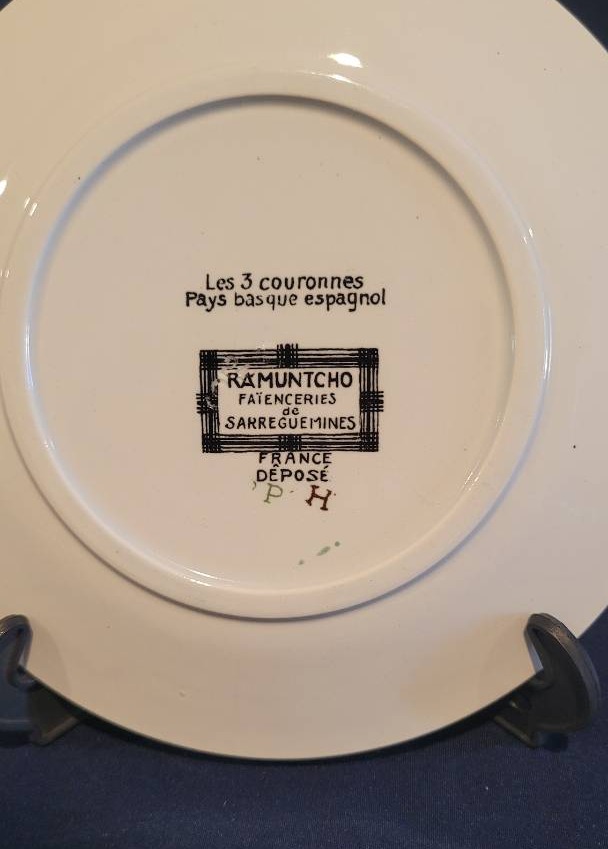 Les 3 couronnes
Pays basque espagnol
RAMUNTCHO
FAÏENCERIES
de
SARREGUEMINES
FRANCE
DÉPOSÉ
P H